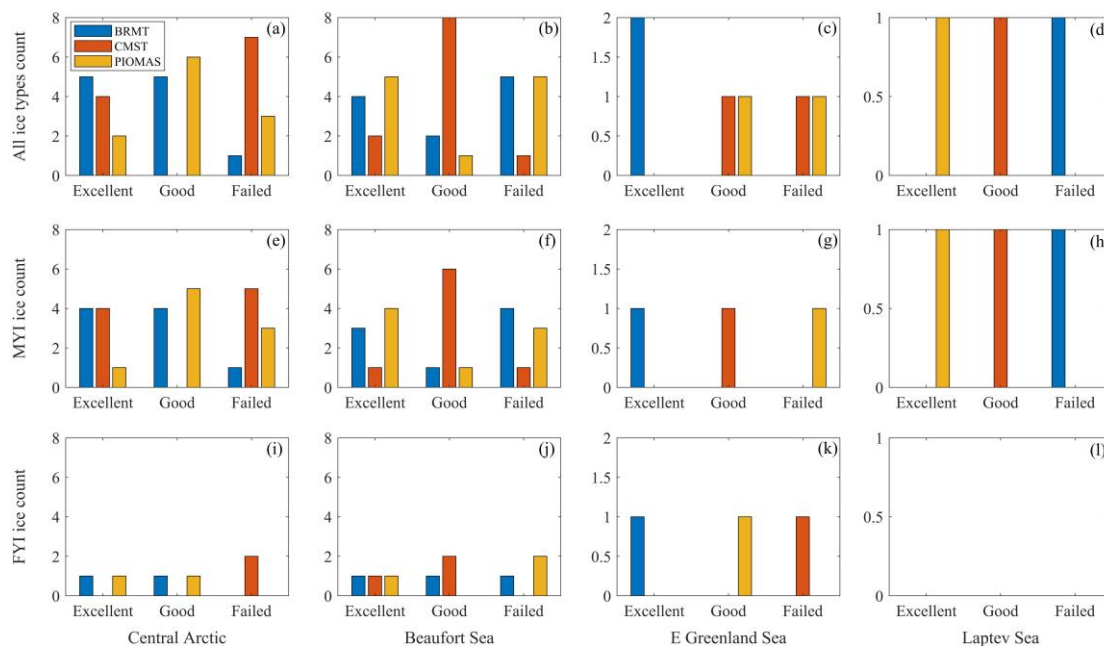 8
6
4
2
0
All ice types count
(a)
BRMT
CMST
PIOMAS
Excellent Good Failed
8
6
4
2
0
(b)
Excellent Good Failed
2
1.5
1
0.5
0
(c)
Excellent Good Failed
1
0.5
0
(d)
Excellent Good Failed
8
6
4
2
0
MYI ice count
(e)
Excellent Good Failed
8
6
4
2
0
(f)
Excellent Good Failed
2
1.5
1
0.5
0
(g)
Excellent Good Failed
1
0.5
0
(h)
Excellent Good Failed
8
6
4
2
0
FYI ice count
(i)
Excellent Good Failed
Central Arctic
8
6
4
2
0
(j)
Excellent Good Failed
Beaufort Sea
2
1.5
1
0.5
0
(k)
Excellent Good Failed
E Greenland Sea
1
0.5
0
(l)
Excellent Good Failed
Laptev Sea